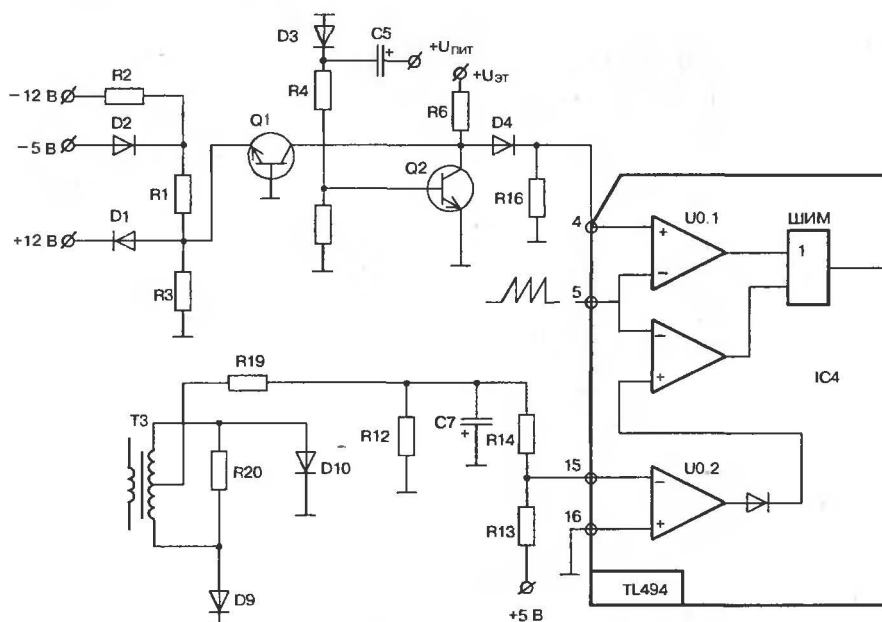 D3
C5
+
+Uпит
+Uэт
R2
−12 В
R4
R6
D4
Q1
D2
−5 В
Q2
R1
R16
D1
+12 В
4
U0.1
ШИМ
+
−
1
R3
5
−
+
IC4
R19
T3
R12
C7
+
R14
R20
D10
15
U0.2
−
16
+
R13
D9
+5 В
TL494